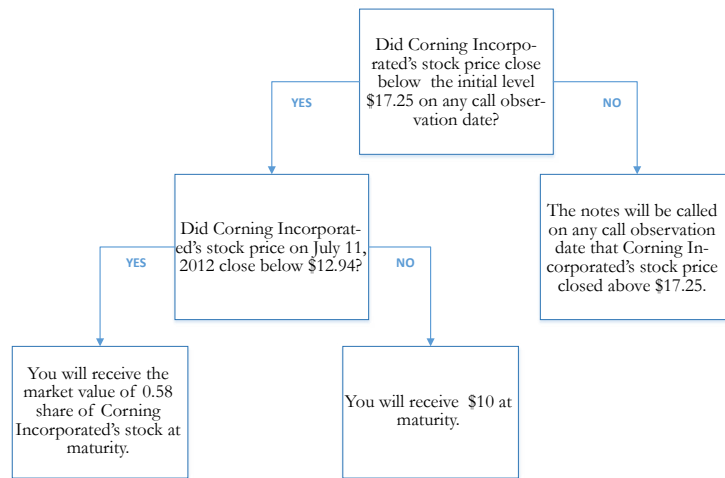 Did Corning Incorpo-
rated's stock price close
below the initial level
$17.25 on any call obser-
vation date?
YES
NO
Did Corning Incorporat-
ed's stock price on July 11,
2012 close below $12.94?
The notes will be called
on any call observation
date that Corning In-
corporated's stock price
closed above $17.25.
YES
NO
You will receive the
market value of 0.58
share of Corning
Incorporated's stock at
maturity.
You will receive $10 at
maturity.